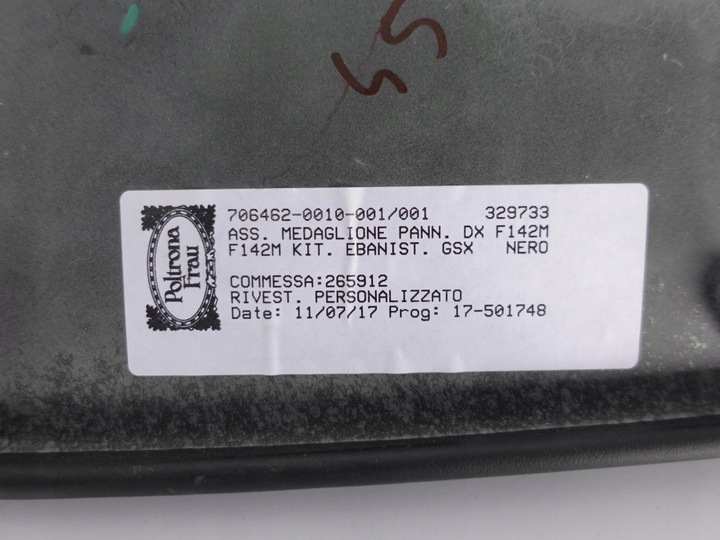 55
Poltrona
Frau
706462-0010-001/001 329733
ASS. MEDAGLIONE PANN. DX F142M
F142M KIT. EBANIST. GSX NERO
COMMESSA:265912
RIVEST. PERSONALIZZATO
Date: 11/07/17 Prog: 17-501748